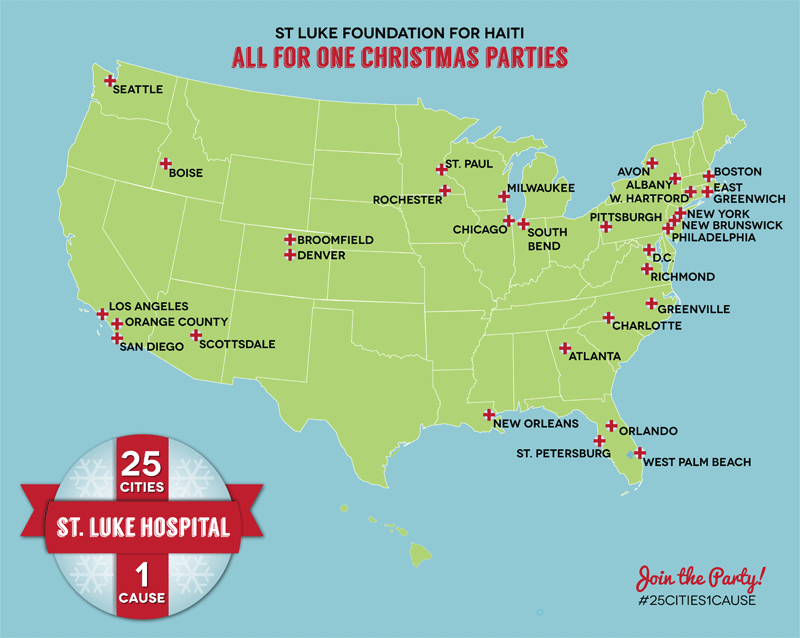 ST LUKE FOUNDATION FOR HAITI
ALL FOR ONE CHRISTMAS PARTIES
SEATTLE
BOISE
ST. PAUL
ROCHESTER
MILWAUKEE
CHICAGO
SOUTH
BEND
AVON
ALBANY
W. HARTFORD
BOSTON
EAST
GREENWICH
PITTSBURGH
NEW YORK
NEW BRUNSWICK
PHILADELPHIA
D.C.
RICHMOND
BROOMFIELD
DENVER
GREENVILLE
CHARLOTTE
LOS ANGELES
ORANGE COUNTY
SAN DIEGO
SCOTTSDALE
ATLANTA
NEW ORLEANS
ORLANDO
ST. PETERSBURG
WEST PALM BEACH
25
CITIES
ST. LUKE HOSPITAL
1
CAUSE
Join the Party!
#25CITIES1CAUSE